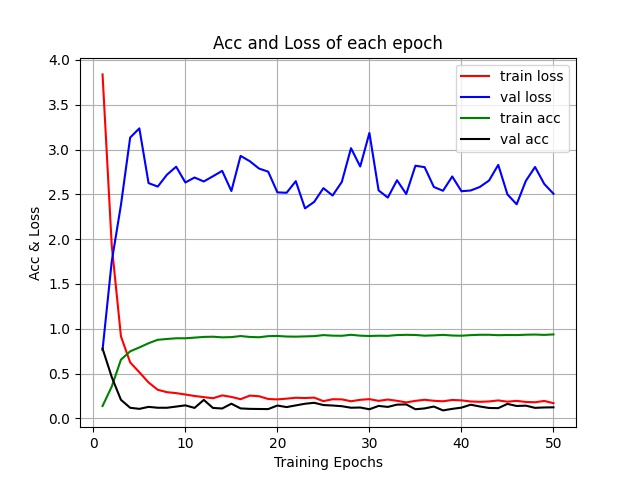 Acc and Loss of each epoch
4.0
3.5
3.0
2.5
2.0
1.5
1.0
0.5
0.0
Acc & Loss
train loss
val loss
train acc
val acc
0 10 20 30 40 50
Training Epochs